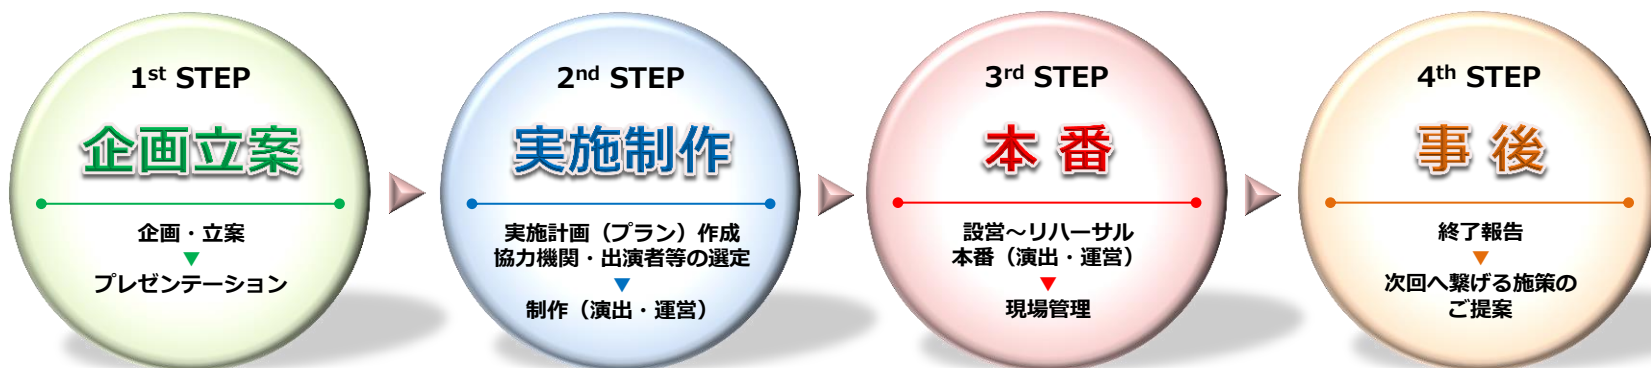 1st STEP
企画立案
企画・立案
▼
プレゼンテーション
2nd STEP
実施制作
実施計画（プラン）作成
協力機関・出演者等の選定
▼
制作（演出・運営）
3rd STEP
本番
設営～リハーサル
本番（演出・運営）
▼
現場管理
4th STEP
事後
終了報告
▼
次回へ繋げる施策の
ご提案